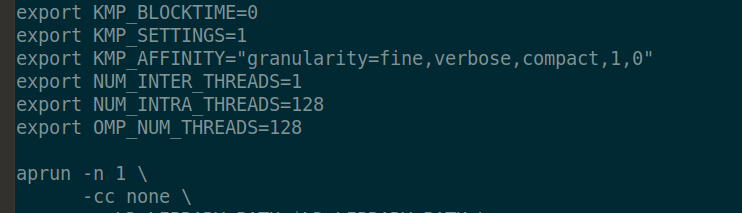 export KMP_BLOCKTIME=0
export KMP_SETTINGS=1
export KMP_AFFINITY="granularity=fine,verbose,compact,1,0"
export NUM_INTER_THREADS=1
export NUM_INTRA_THREADS=128
export OMP_NUM_THREADS=128
aprun -n 1 \
-cc none \